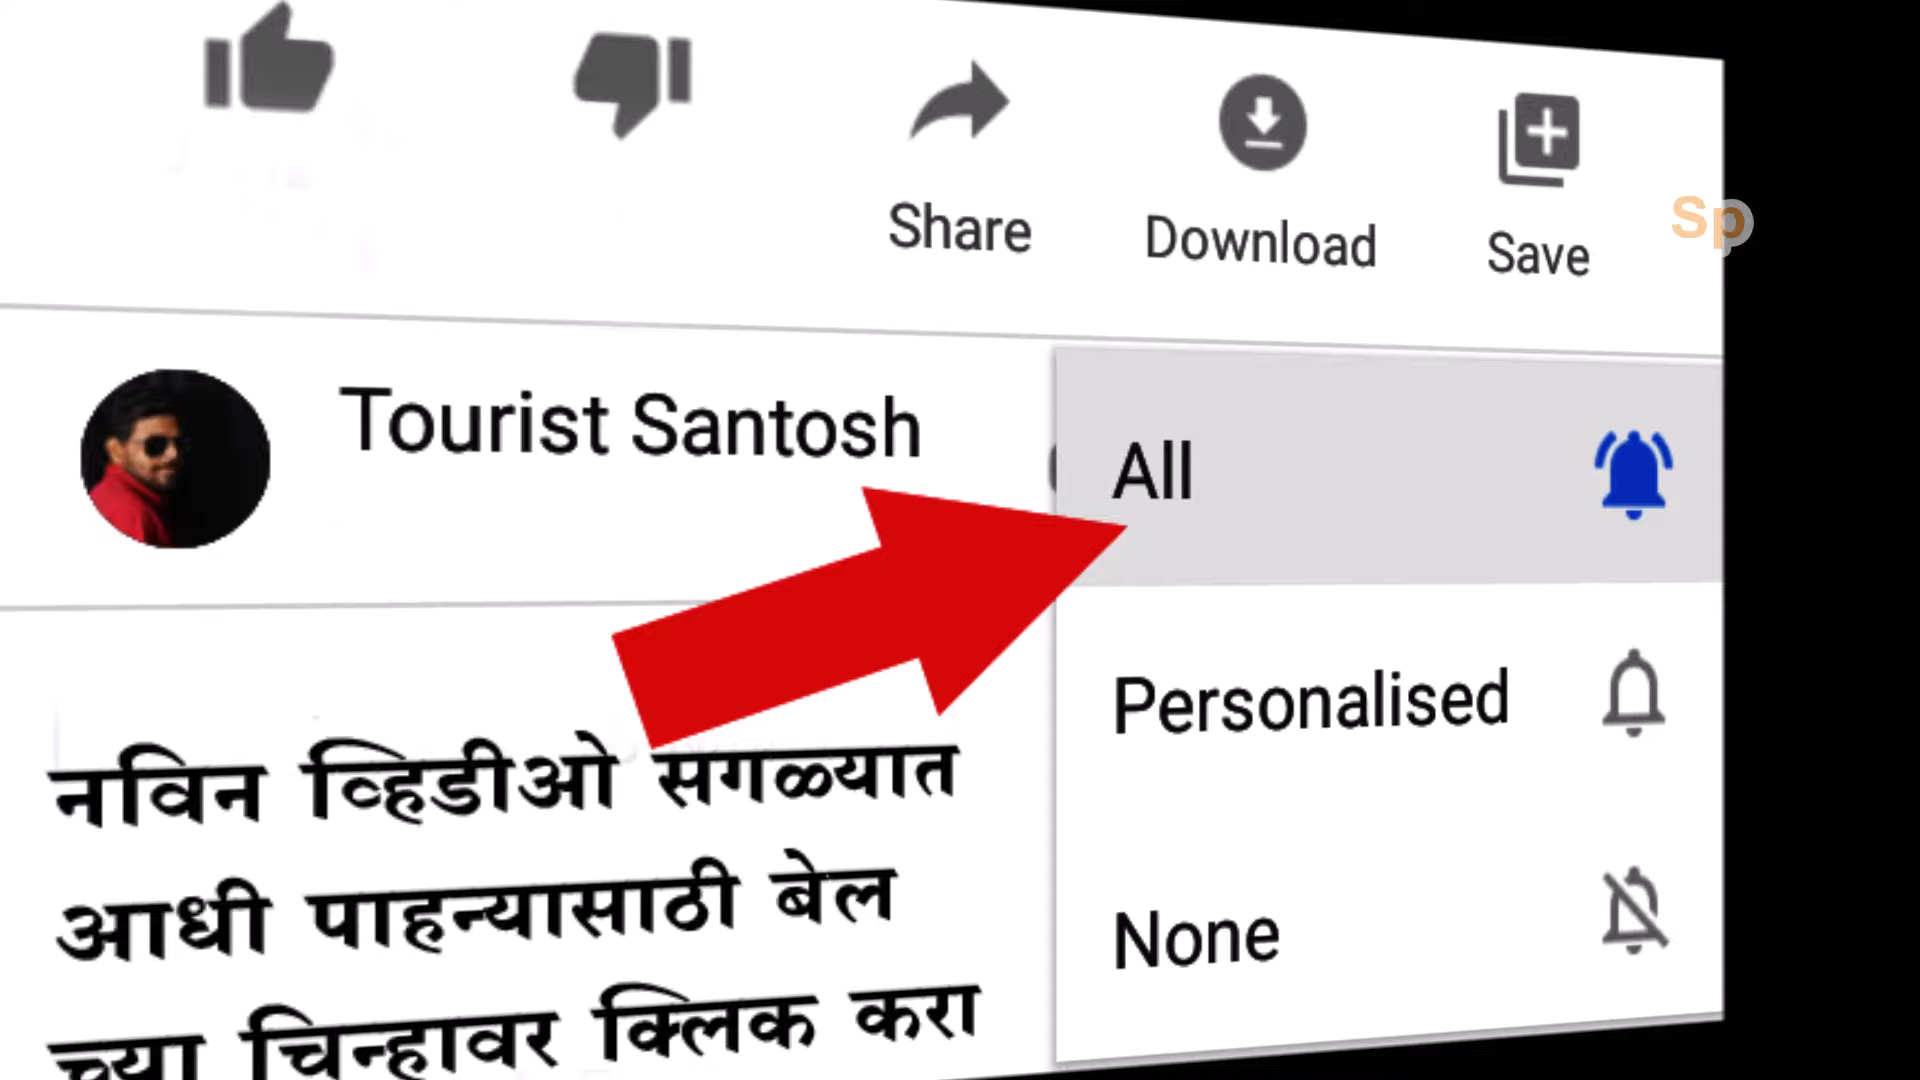 Share
Download
Save
Sp
Tourist Santosh
All
Personalised
None
नविन व्हिडीओ सगळ्यात
आधी पाहन्यासाठी बेल
च्या चिन्हावर क्लिक करा